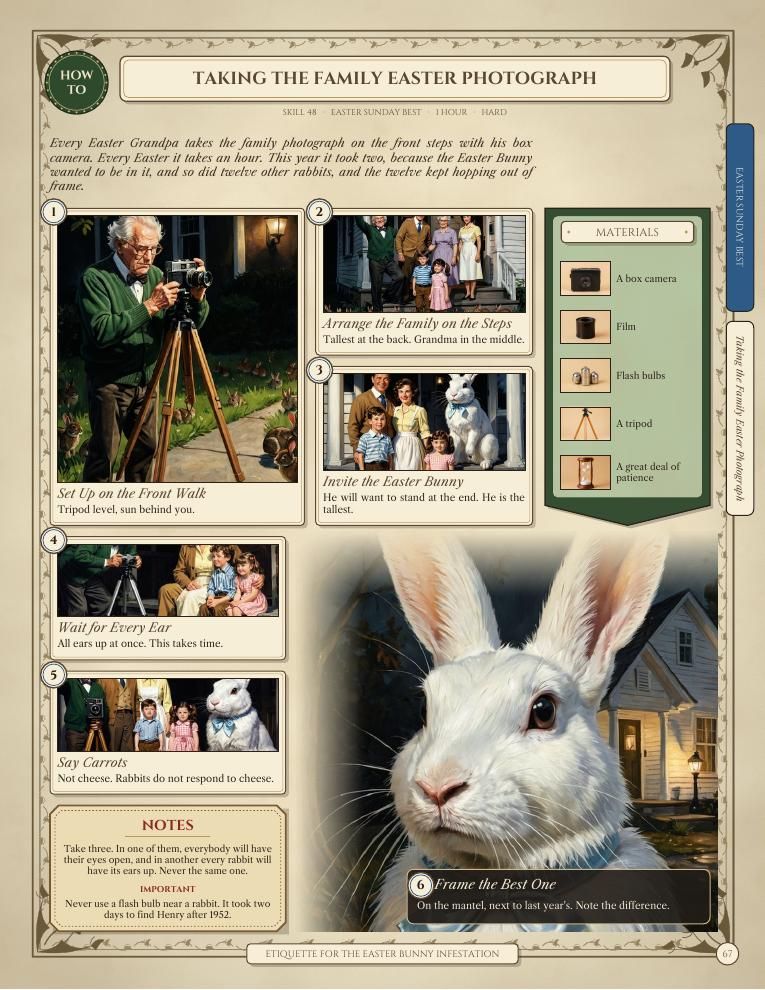 HOW
TO
TAKING THE FAMILY EASTER PHOTOGRAPH
SKILL 48 · EASTER SUNDAY BEST · 1 HOUR · HARD
Every Easter Grandpa takes the family photograph on the front steps with his box
camera. Every Easter it takes an hour. This year it took two, because the Easter Bunny
wanted to be in it, and so did twelve other rabbits, and the twelve kept hopping out of
frame.
1
Set Up on the Front Walk
Tripod level, sun behind you.
2
Arrange the Family on the Steps
Tallest at the back. Grandma in the middle.
3
Invite the Easter Bunny
He will want to stand at the end. He is the
tallest.
MATERIALS
A box camera
Film
Flash bulbs
A tripod
A great deal of
patience
EASTER SUNDAY BEST
Taking the Family Easter Photograph
4
Wait for Every Ear
All ears up at once. This takes time.
5
Say Carrots
Not cheese. Rabbits do not respond to cheese.
NOTES
Take three. In one of them, everybody will have
their eyes open, and in another every rabbit will
have its ears up. Never the same one.
IMPORTANT
Never use a flash bulb near a rabbit. It took two
days to find Henry after 1952.
6
Frame the Best One
On the mantel, next to last year's. Note the difference.
ETIQUETTE FOR THE EASTER BUNNY INFESTATION
67